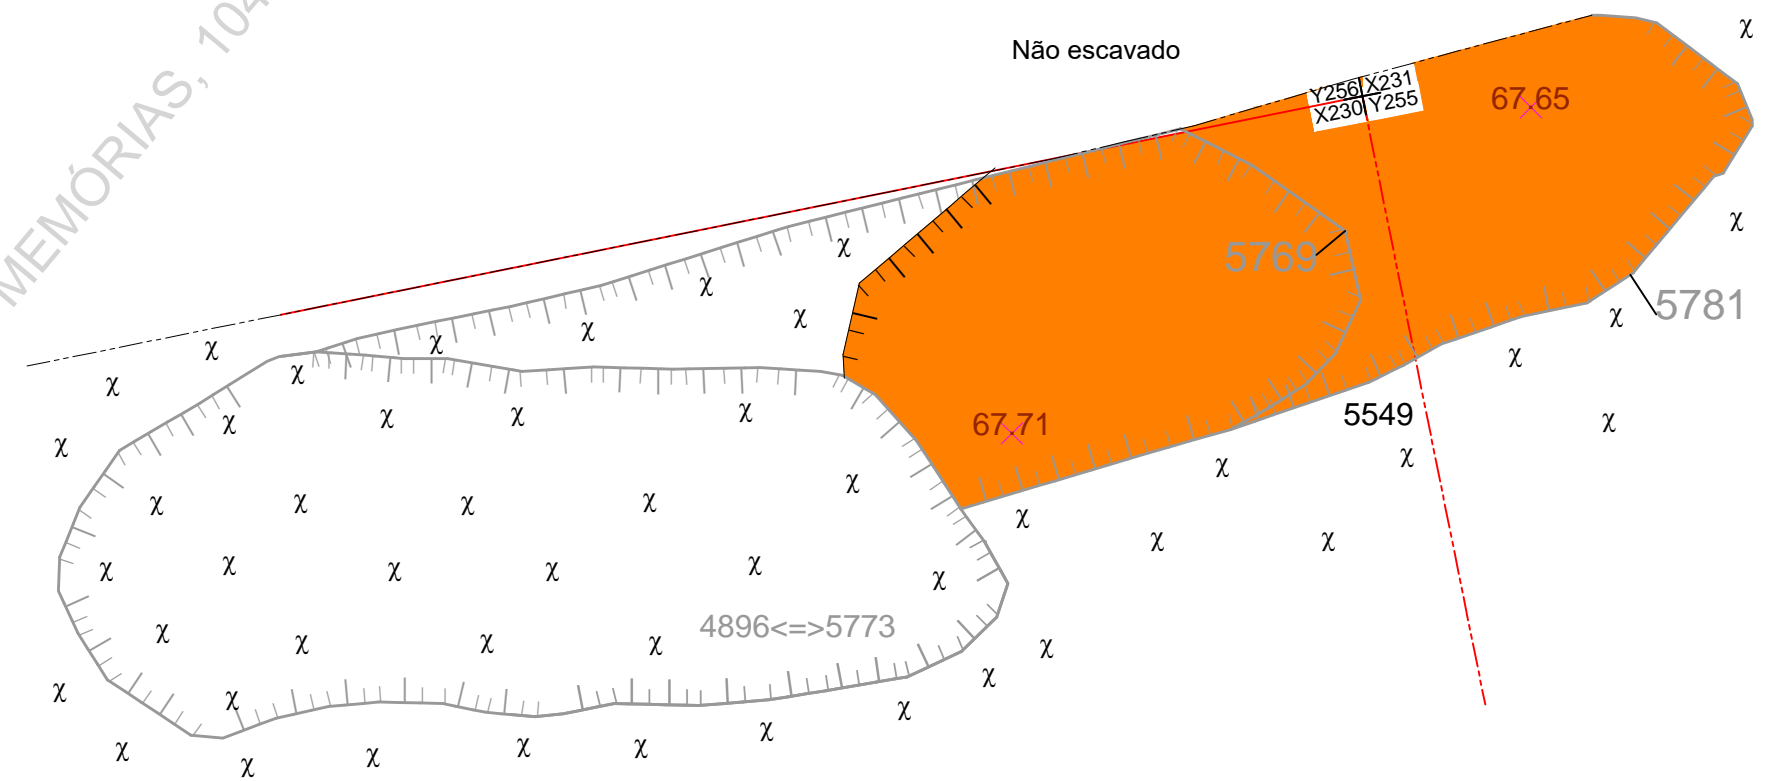 MEMÓRIAS, 104
Não escavado
Y256 X231
X230 Y255
67.65
5769
5781
5549
67.71
4896<=>5773